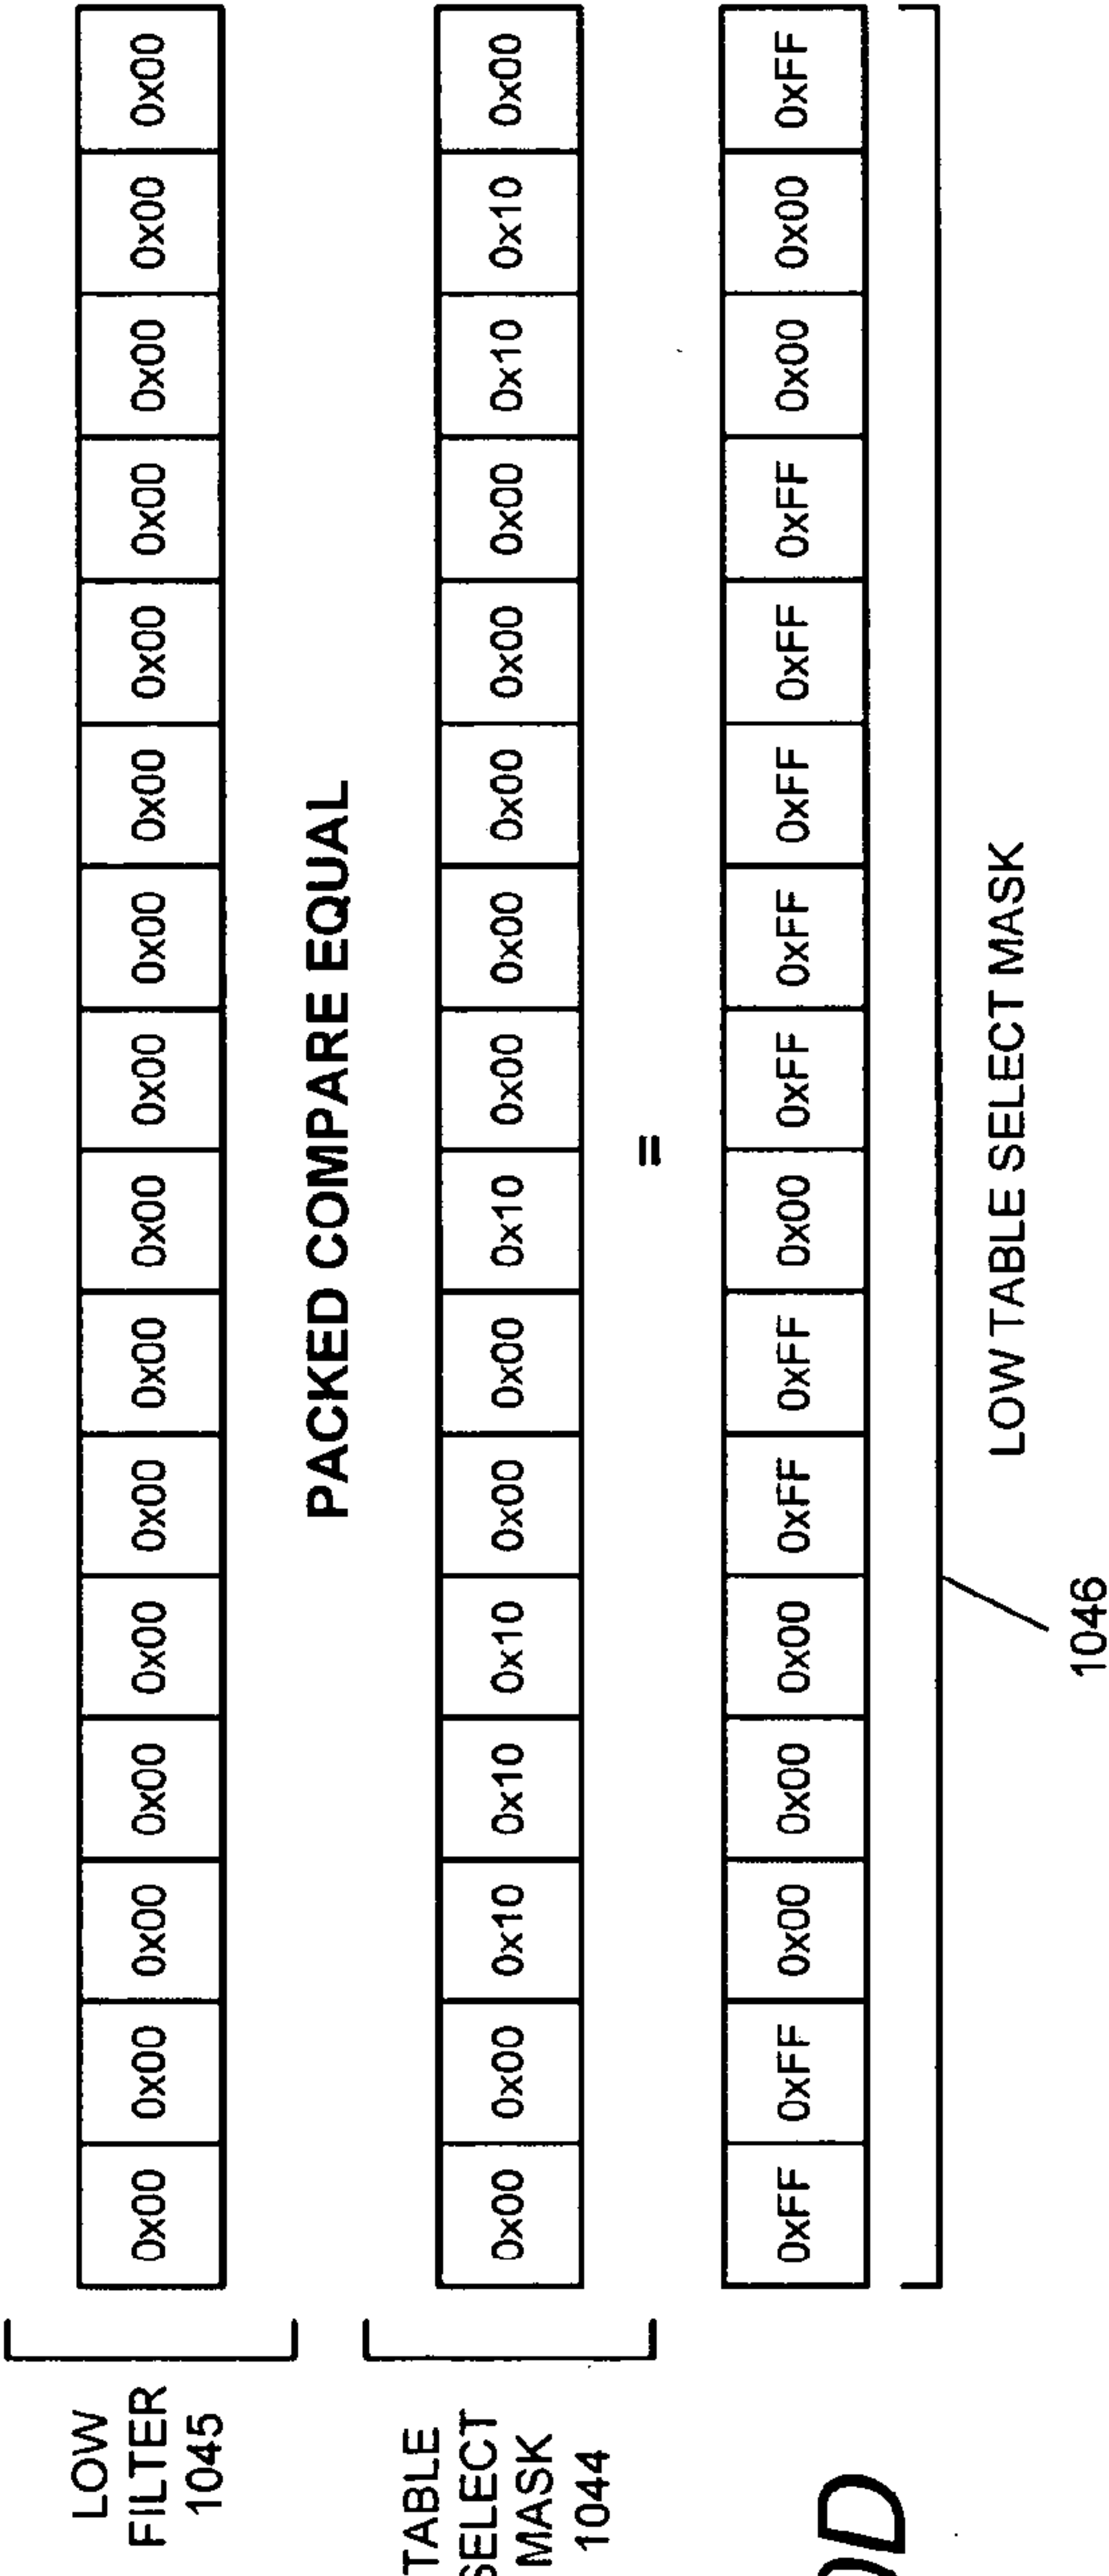 LOW
FILTER
1045
0x00 0x00 0x00 0x00 0x00 0x00 0x00 0x00 0x00 0x00 0x00 0x00 0x00 0x00 0x00 0x00
PACKED COMPARE EQUAL
TABLE
SELECT
MASK
1044
0x00 0x00 0x10 0x10 0x10 0x00 0x00 0x10 0x00 0x00 0x00 0x00 0x00 0x10 0x10 0x00
=
0xFF 0xFF 0x00 0x00 0x00 0xFF 0xFF 0x00 0xFF 0xFF 0xFF 0xFF 0xFF 0x00 0x00 0xFF
LOW TABLE SELECT MASK
1046